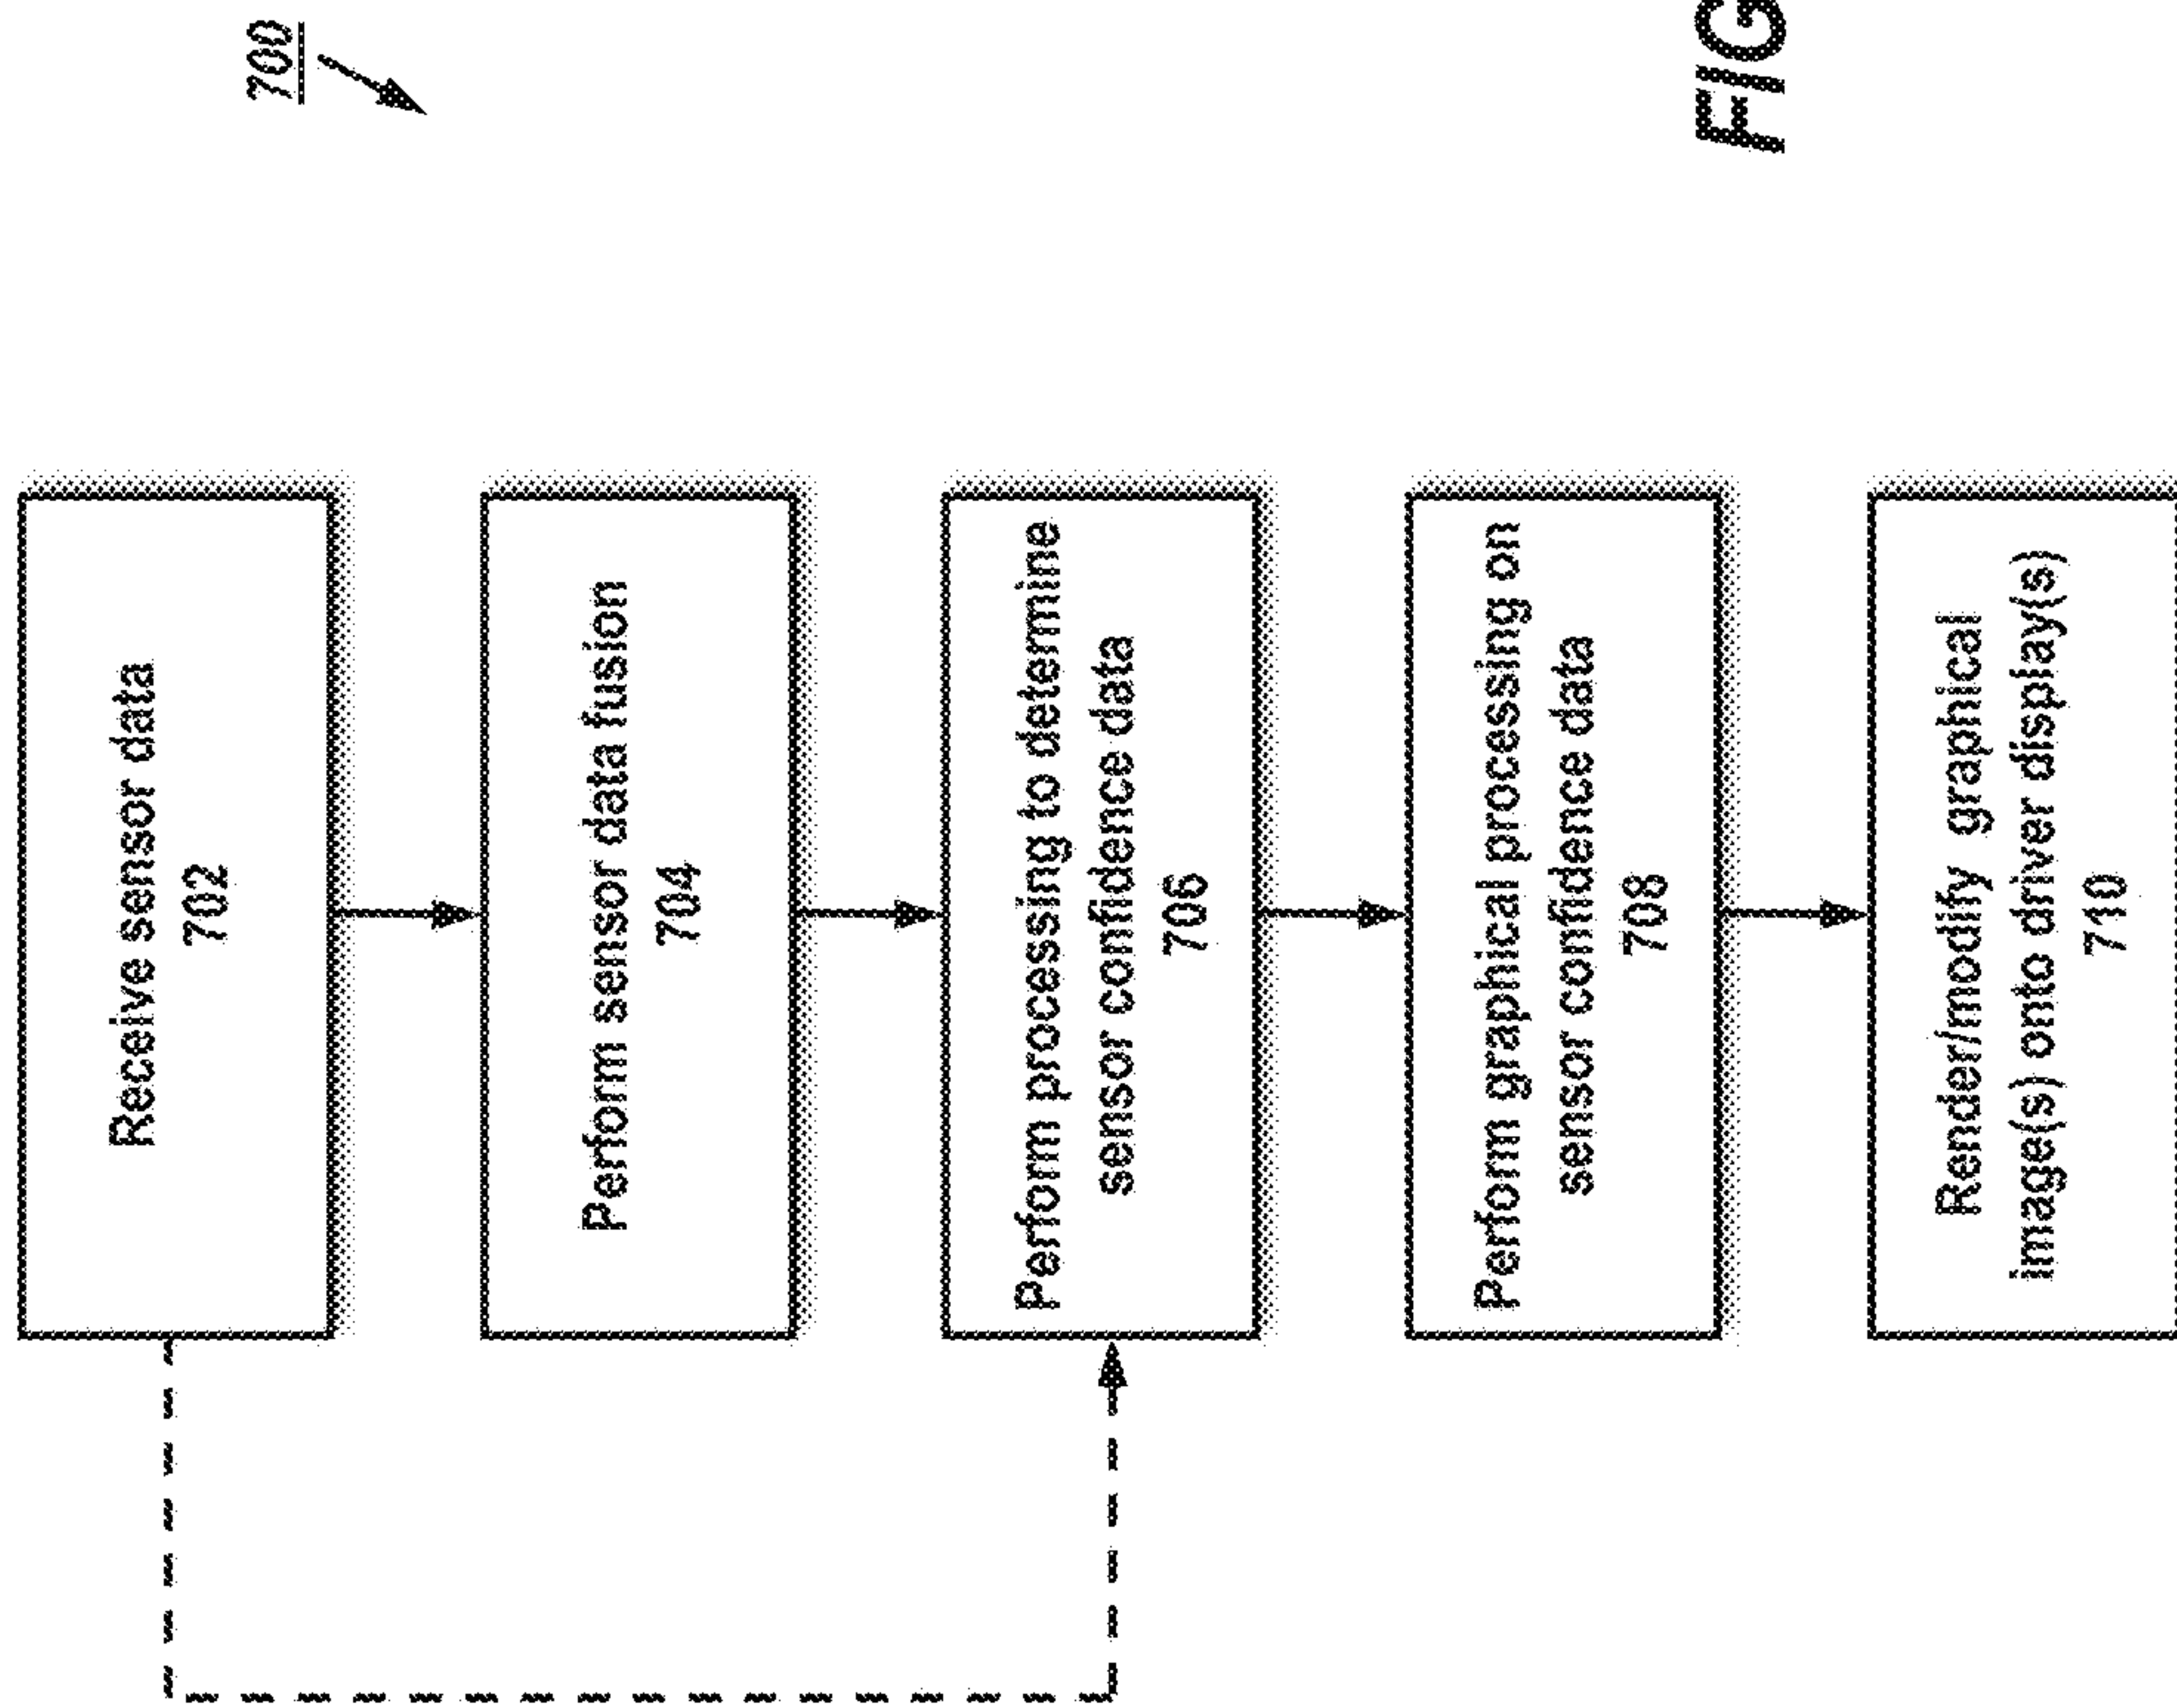 700
Receive sensor data
702
Perform sensor data fusion
704
Perform processing to determine
sensor confidence data
706
Perform graphical processing on
sensor confidence data
708
Render/modify graphical
image(s) onto driver display(s)
710
FIG